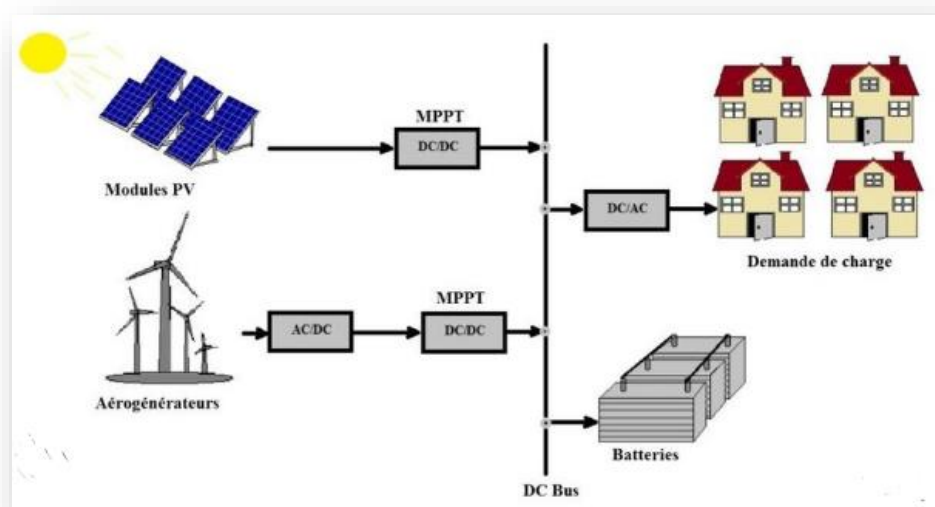 MPPT
DC/DC
Modules PV
DC/AC
Demande de charge
MPPT
AC/DC
DC/DC
Aérogénérateurs
Batteries
DC Bus